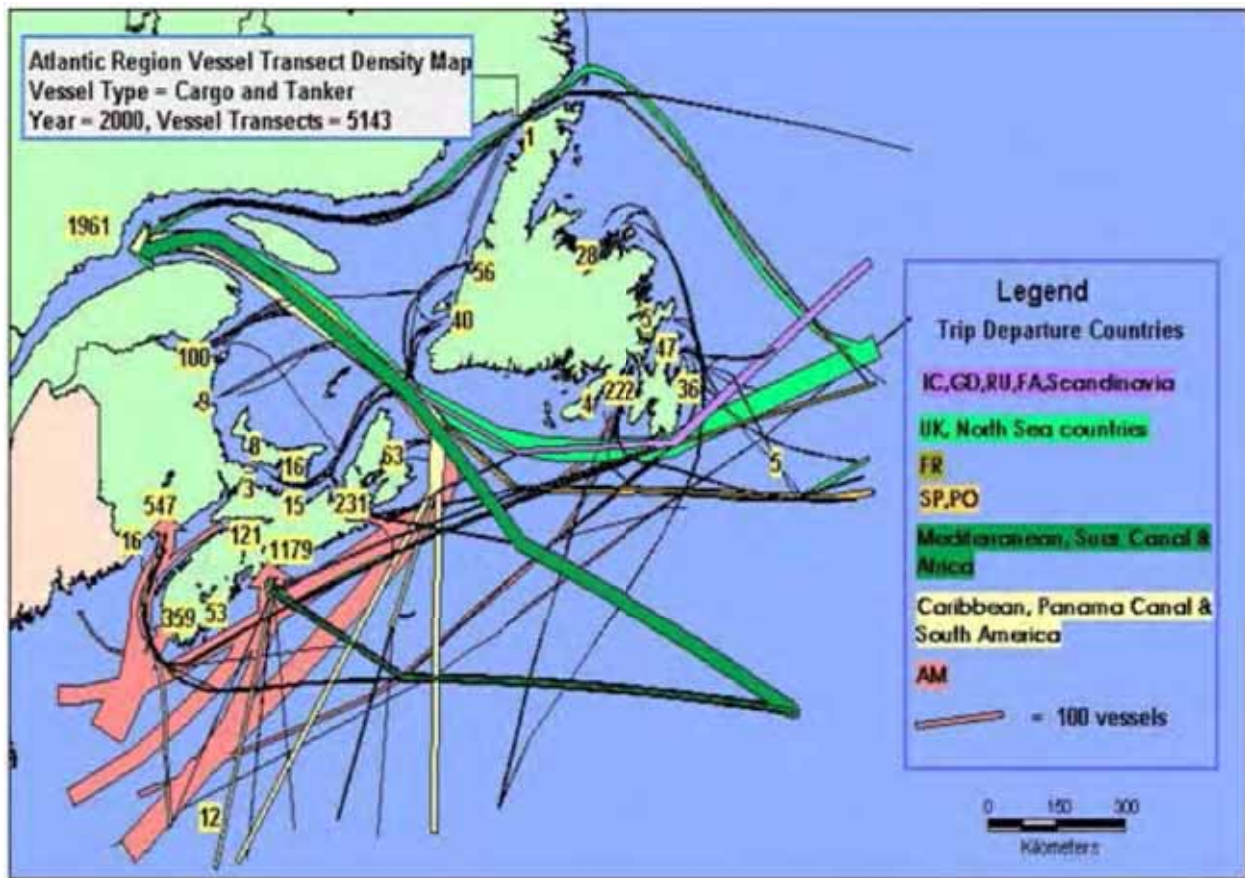 Atlantic Region Vessel Transect Density Map
Vessel Type = Cargo and Tanker
Year = 2000, Vessel Transects = 5143
1
1961
28
56
40
5
47
100
222
36
4
9
8
63
16
5
3
15
231
547
16
121
1179
359
53
12
Legend
Trip Departure Countries
IC,GD,RU,FA,Scandinavia
UK, North Sea countries
FR
SP,PO
Mediterranean, Suez Canal &
Africa
Caribbean, Panama Canal &
South America
AM
= 100 vessels
0 150 300
Kilometers